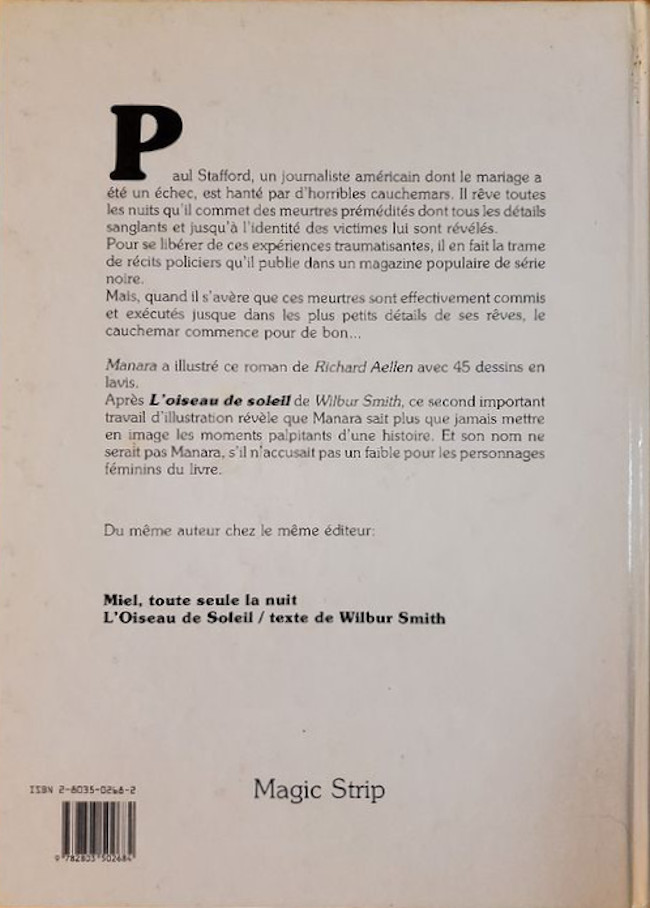 Paul Stafford, un journaliste américain dont le mariage a
été un échec, est hanté par d'horribles cauchemars. Il rêve toutes
les nuits qu'il commet des meurtres prémédités dont tous les détails
sanglants et jusqu'à l'identité des victimes lui sont révélés.
Pour se libérer de ces expériences traumatisantes, il en fait la trame
de récits policiers qu'il publie dans un magazine populaire de série
noire.
Mais, quand il s'avère que ces meurtres sont effectivement commis
et exécutés jusque dans les plus petits détails de ses rêves, le
cauchemar commence pour de bon...
Manara a illustré ce roman de Richard Aellen avec 45 dessins en
lavis.
Après L'oiseau de soleil de Wilbur Smith, ce second important
travail d'illustration révèle que Manara sait plus que jamais mettre
en image les moments palpitants d'une histoire. Et son nom ne
serait pas Manara, s'il n'accusait pas un faible pour les personnages
féminins du livre.
Du même auteur chez le même éditeur:
Miel, toute seule la nuit
L'Oiseau de Soleil / texte de Wilbur Smith
Magic Strip
ISBN 2-8035-0268-2
9 782803 502684